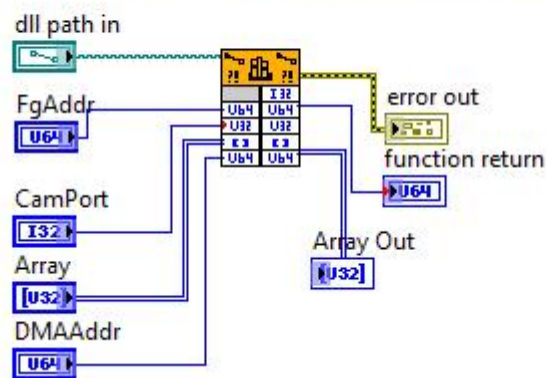 dll path in
?! ?!
I32
FgAddr
U64 U64
U64
U32 U32
error out
U64 U64
function return
CamPort
U64
I32
Array
Array Out
[U32]
[U32]
DMAAddr
U64